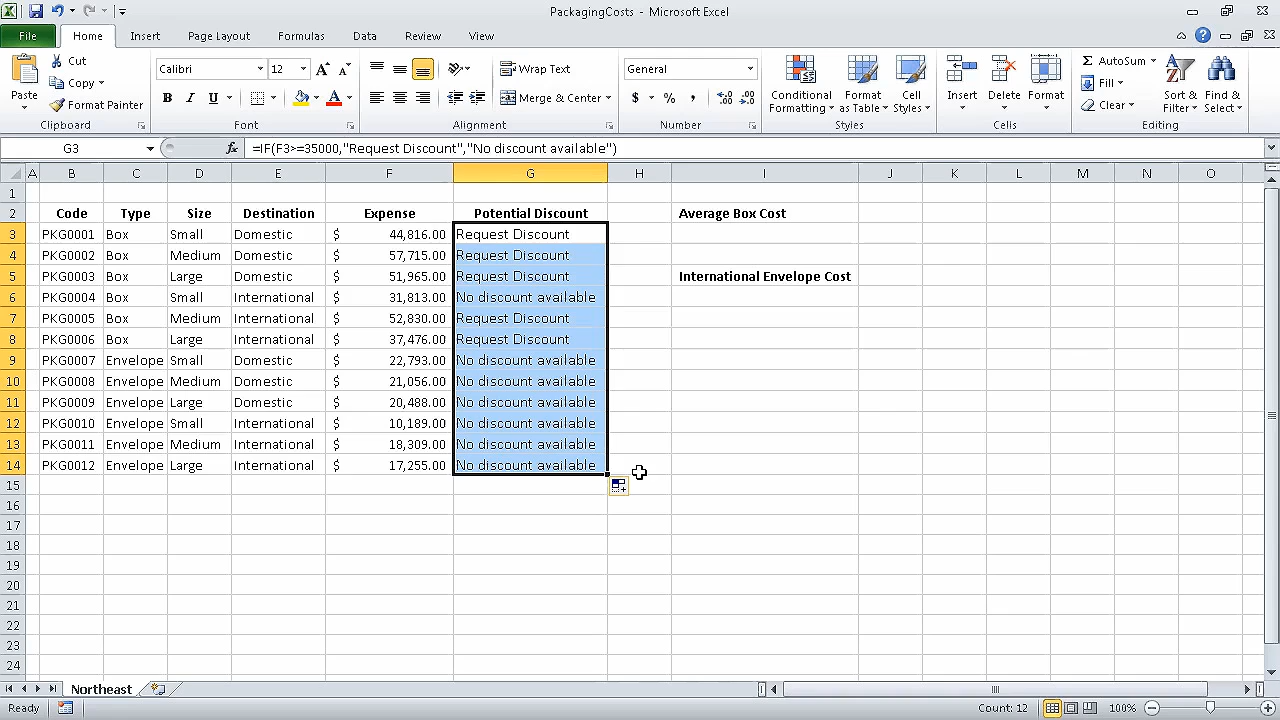 PackagingCosts - Microsoft Excel
File Home Insert Page Layout Formulas Data Review View
Paste Cut Copy Format Painter Clipboard
Calibri 12 A A B I U A Font
Wrap Text Merge & Center Alignment
General $ % , .00 .0 Number
Conditional Formatting Format as Table Cell Styles Styles
Insert Delete Format Cells
Σ AutoSum Fill Clear Sort & Filter Find & Select Editing
G3 fx =IF(F3>=35000,"Request Discount","No discount available")
A B C D E F G H I J K L M N O
1
2 Code Type Size Destination Expense Potential Discount Average Box Cost
3 PKG0001 Box Small Domestic $ 44,816.00 Request Discount
4 PKG0002 Box Medium Domestic $ 57,715.00 Request Discount
5 PKG0003 Box Large Domestic $ 51,965.00 Request Discount International Envelope Cost
6 PKG0004 Box Small International $ 31,813.00 No discount available
7 PKG0005 Box Medium International $ 52,830.00 Request Discount
8 PKG0006 Box Large International $ 37,476.00 Request Discount
9 PKG0007 Envelope Small Domestic $ 22,793.00 No discount available
10 PKG0008 Envelope Medium Domestic $ 21,056.00 No discount available
11 PKG0009 Envelope Large Domestic $ 20,488.00 No discount available
12 PKG0010 Envelope Small International $ 10,189.00 No discount available
13 PKG0011 Envelope Medium International $ 18,309.00 No discount available
14 PKG0012 Envelope Large International $ 17,255.00 No discount available
15
16
17
18
19
20
21
22
23
24
Northeast
Ready Count: 12 100%